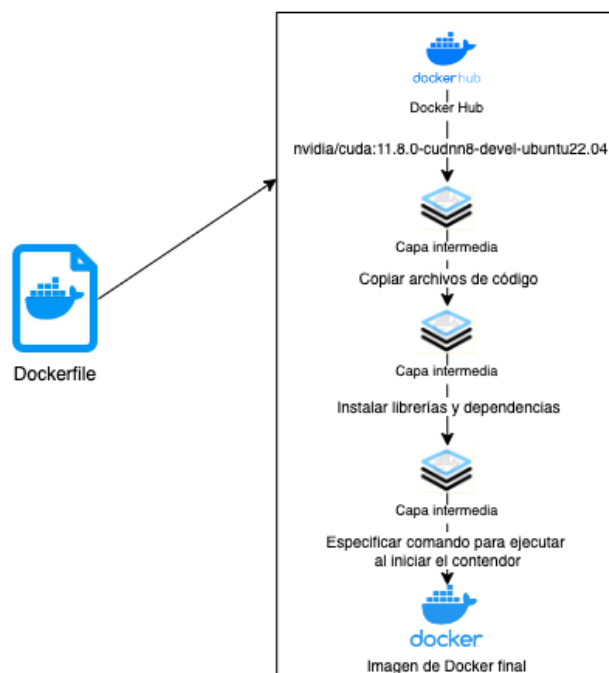 dockerhub
Docker Hub
nvidia/cuda:11.8.0-cudnn8-devel-ubuntu22.04
Capa intermedia
Copiar archivos de código
Capa intermedia
Dockerfile
Instalar librerías y dependencias
Capa intermedia
Especificar comando para ejecutar
al iniciar el contendor
docker
Imagen de Docker final